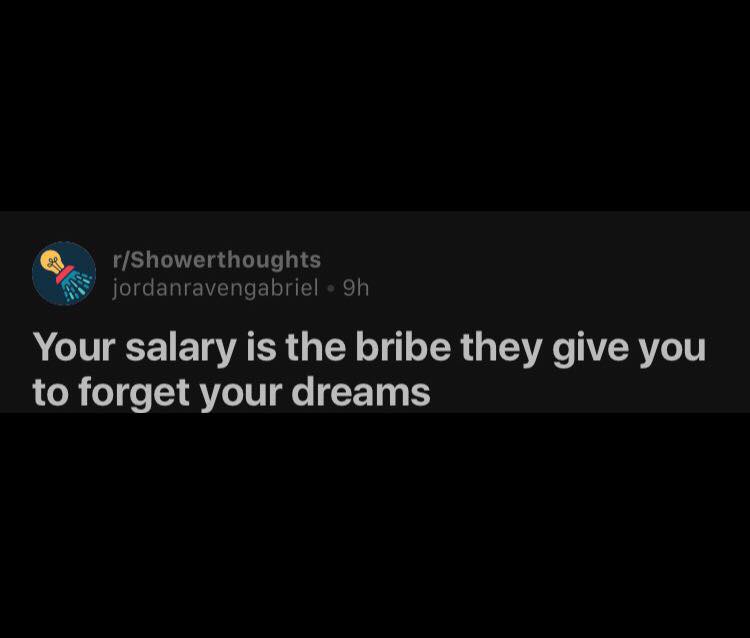 r/Showerthoughts
jordanravengabriel • 9h
Your salary is the bribe they give you
to forget your dreams